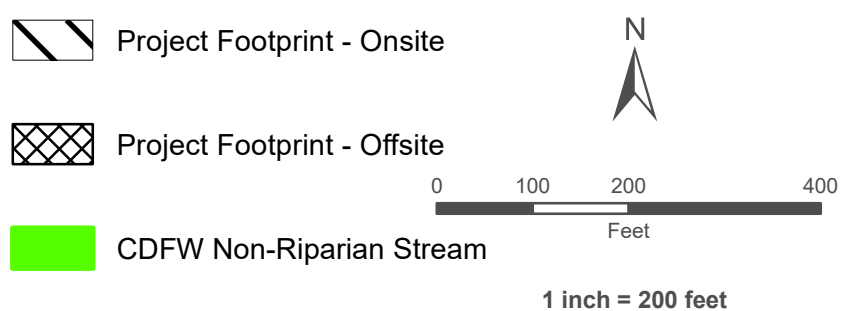 Project Footprint - Onsite
Project Footprint - Offsite
CDFW Non-Riparian Stream
N
0 100 200 400
Feet
1 inch = 200 feet